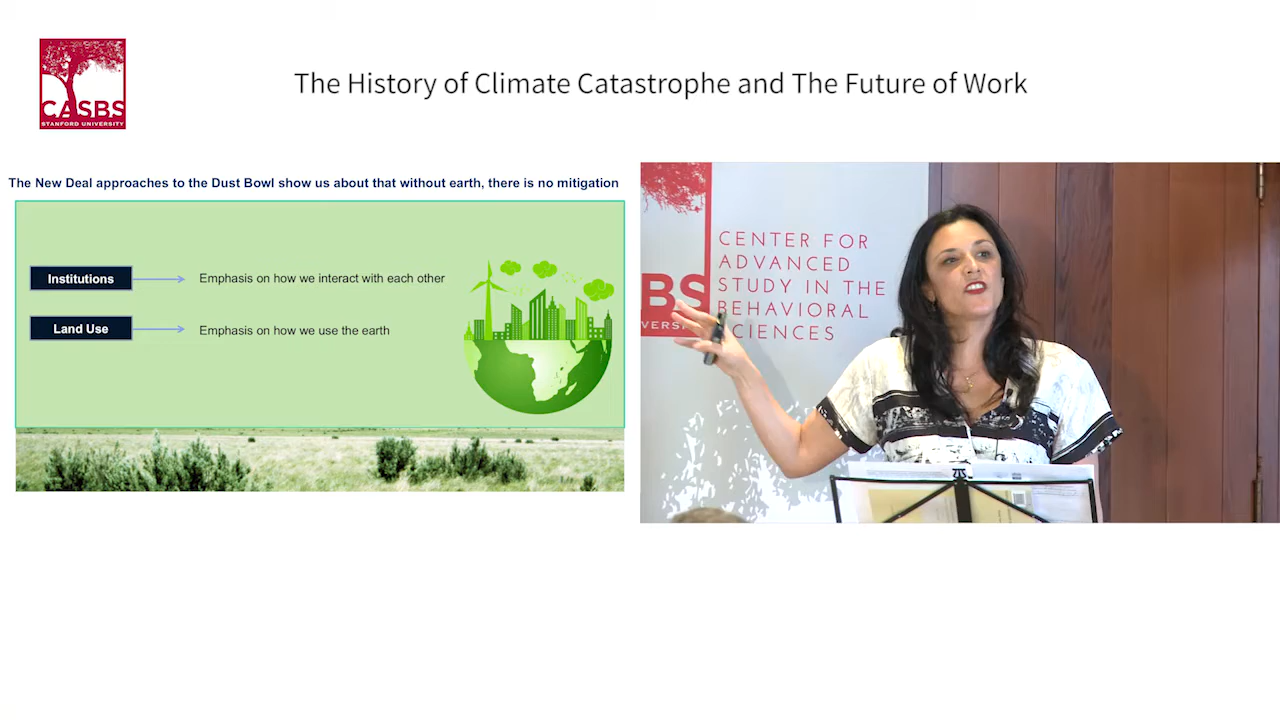 CASBS
STANFORD UNIVERSITY
The History of Climate Catastrophe and The Future of Work
The New Deal approaches to the Dust Bowl show us about that without earth, there is no mitigation
Institutions
Emphasis on how we interact with each other
Land Use
Emphasis on how we use the earth
CENTER FOR
ADVANCED
STUDY IN THE
BEHAVIORAL
SCIENCES
BS
VERSI